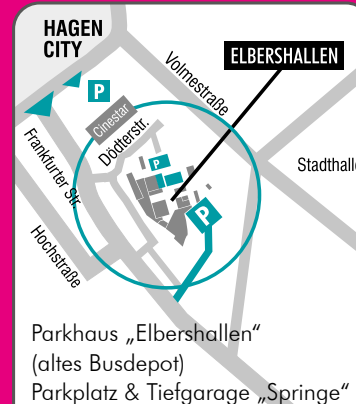 HAGEN
CITY
Volmestraße
ELBERSHALLEN
P
Cinestar
Dödterstr.
Frankfurter Str.
P
Stadthalle
P
Hochstraße
Parkhaus „Elbershallen“
(altes Busdepot)
Parkplatz & Tiefgarage „Springe“